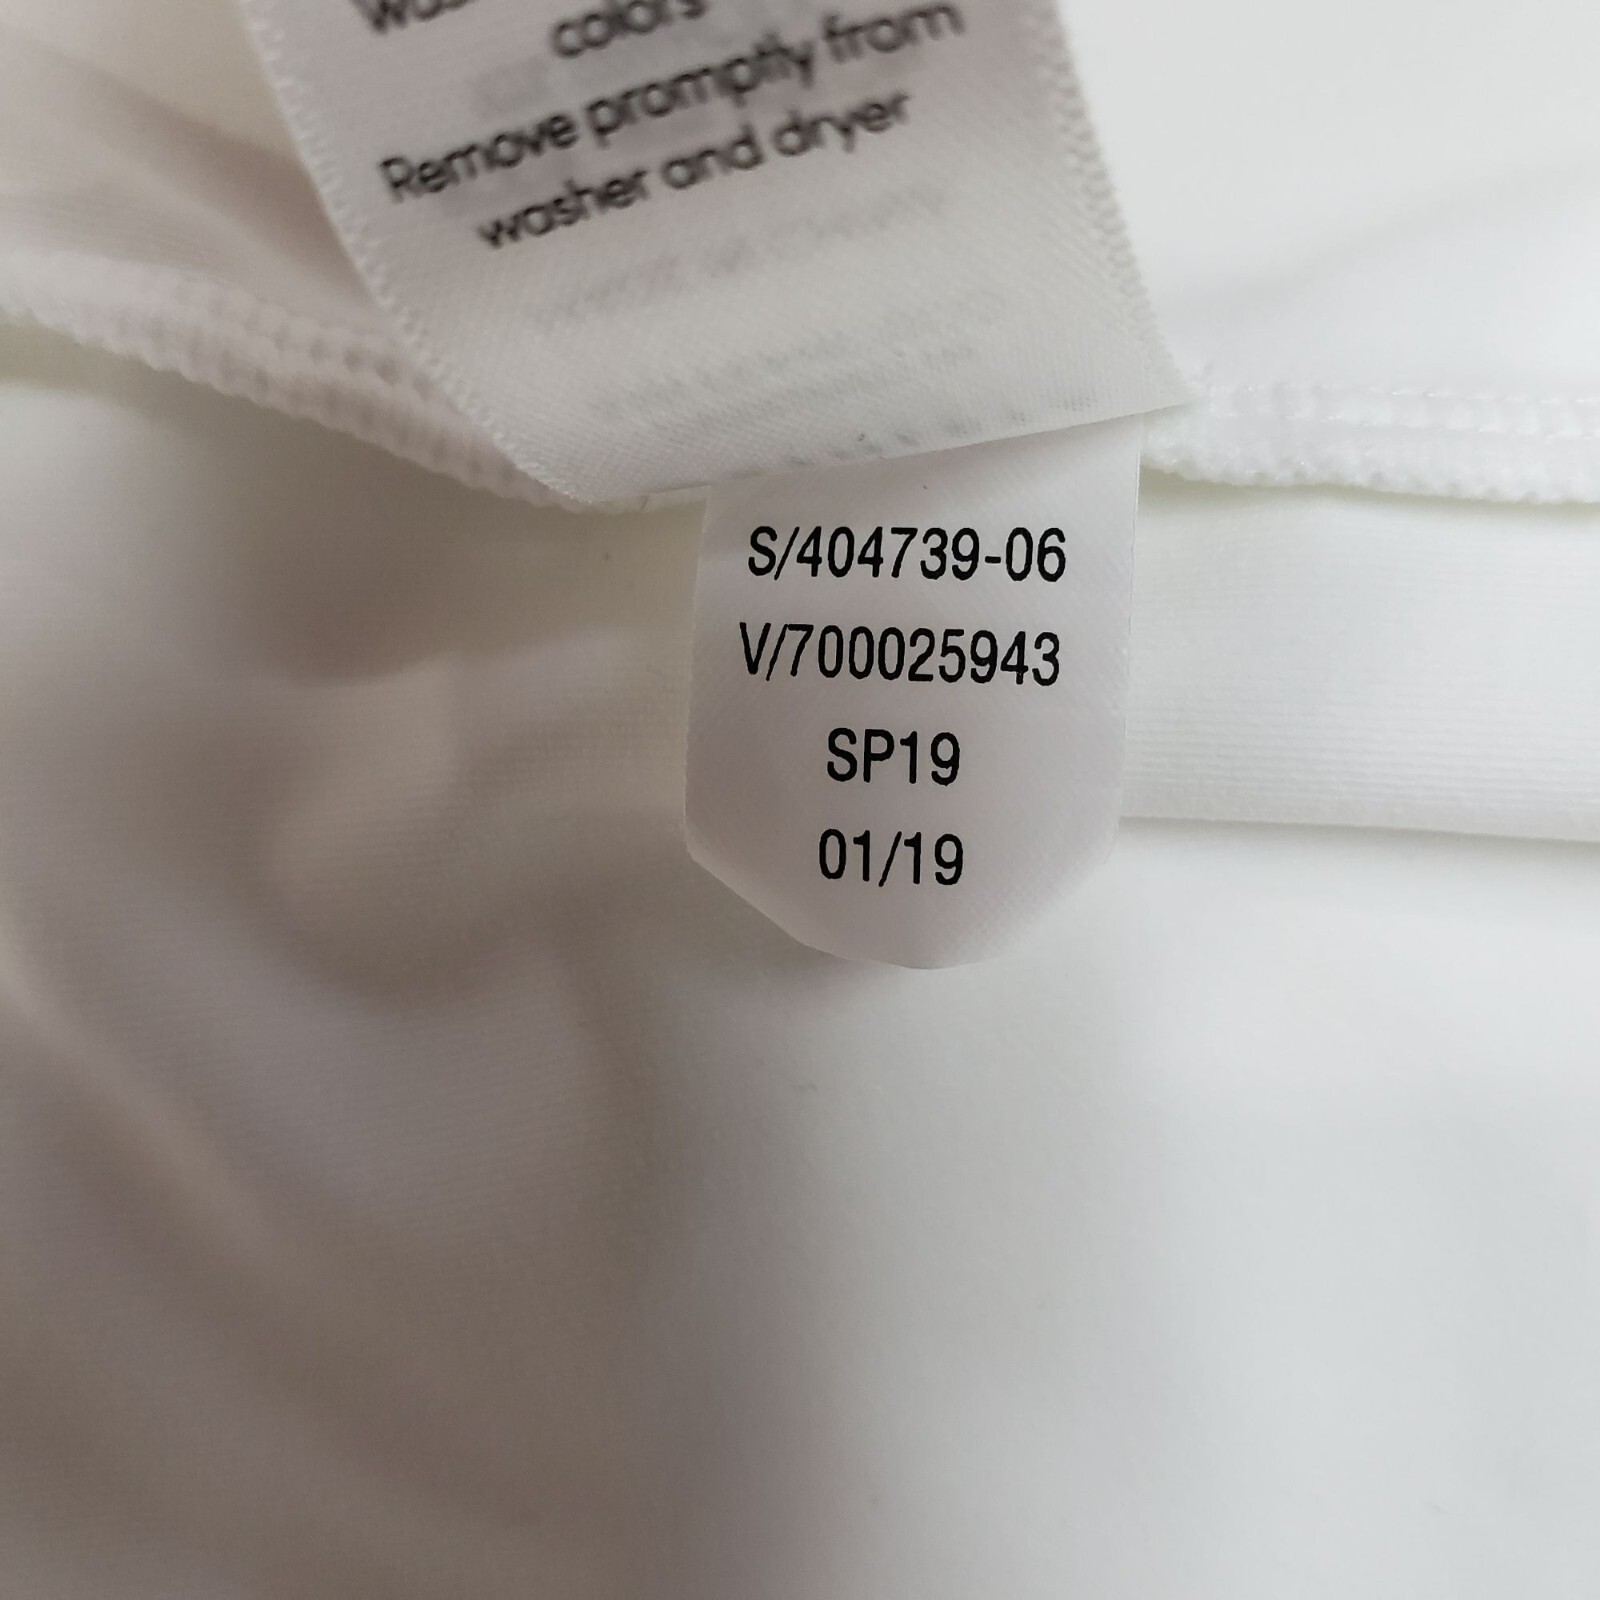 colors
Remove promptly from
washer and dryer
S/404739-06
V/700025943
SP19
01/19